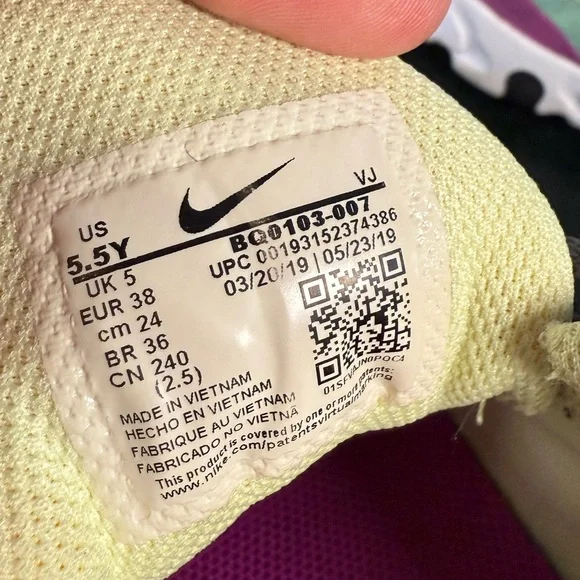 US
VJ
5.5Y
BQ0103-007
UK 5
UPC 00193152374386
EUR 38
03/20/19 | 05/23/19
cm 24
BR 36
CN 240
(2.5)
MADE IN VIETNAM
HECHO EN VIETNAM
FABRIQUE AU VIETNAM
FABRICADO NO VIETNÃ
This product is covered by one or more patents:
www.nike.com/patentsvirtualmarking